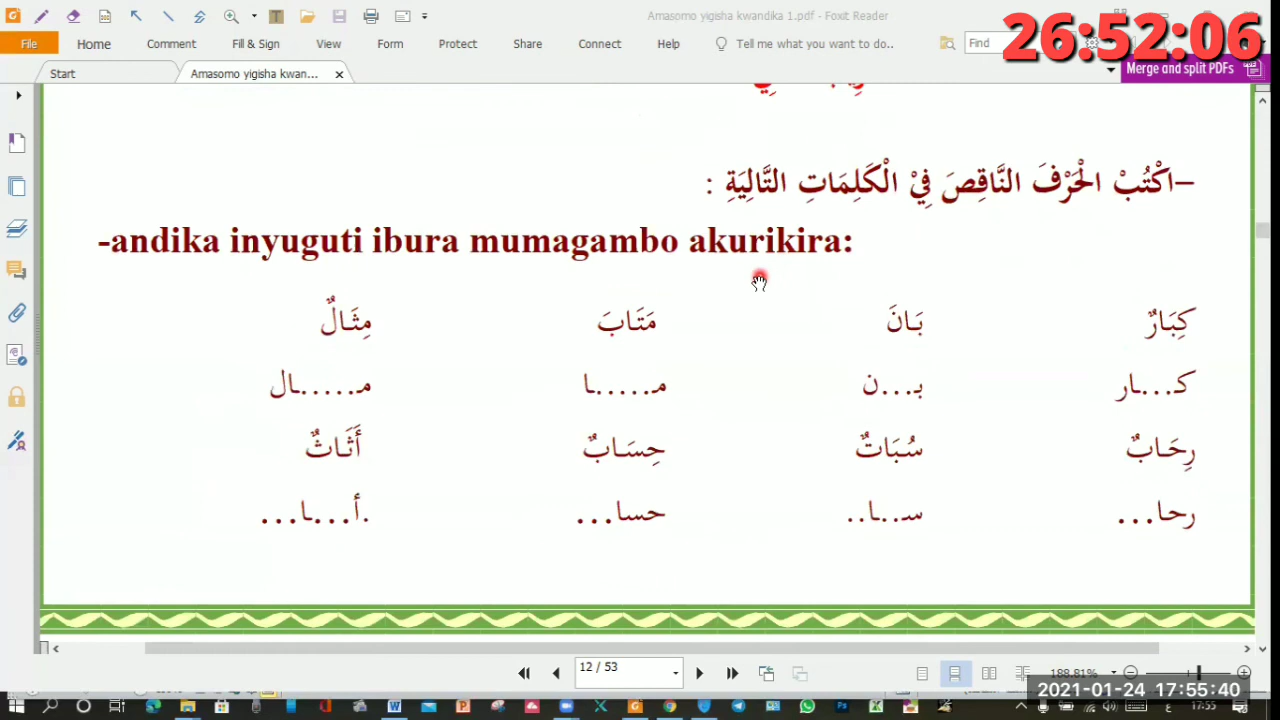 Amasomo yigisha kwandika 1.pdf - Foxit Reader
26:52:06
File Home Comment Fill & Sign View Form Protect Share Connect Help Tell me what you want to do.. Find
Start Amasomo yigisha kwan... Merge and split PDFs
–اكْتُبْ الْحَرْفَ النَّاقِصَ فِيْ الْكَلِمَاتِ التَّالِيَةِ :
-andika inyuguti ibura mumagambo akurikira:
كِبَارٌ بَانَ مَتَابَ مِثَالٌ
كـ...ـار بـ...ن مـ.....ـا مـ.....ـال
رِحَابٌ سُبَاتٌ حِسَابٌ أَثَاثٌ
رحا... سـ..ـا.. حسا... .أ...ـا...
12 / 53
188.81%
2021-01-24 17:55:40
17:55